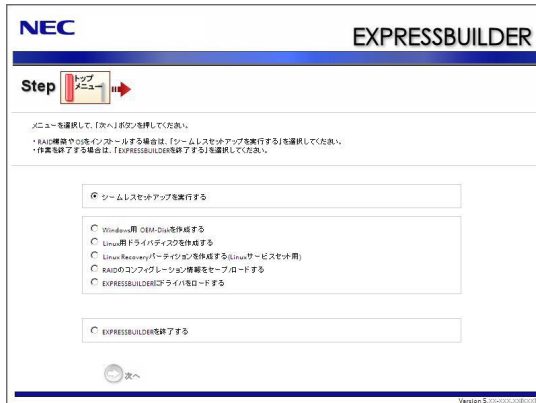 NEC
EXPRESSBUILDER
Step
トップ
メニュー
メニューを選択して、「次へ」ボタンを押してください。
・RAID構築やOSをインストールする場合は、「シームレスセットアップを実行する」を選択してください。
・作業を終了する場合は、「EXPRESSBUILDERを終了する」を選択してください。
シームレスセットアップを実行する
Windows用 OEM-Diskを作成する
Linux用ドライバディスクを作成する
Linux Recoveryパーティションを作成する(Linuxサービスセット用)
RAIDのコンフィグレーション情報をセーブ/ロードする
EXPRESSBUILDERにドライバをロードする
EXPRESSBUILDERを終了する
次へ
Version 5.XX-XXX.XX